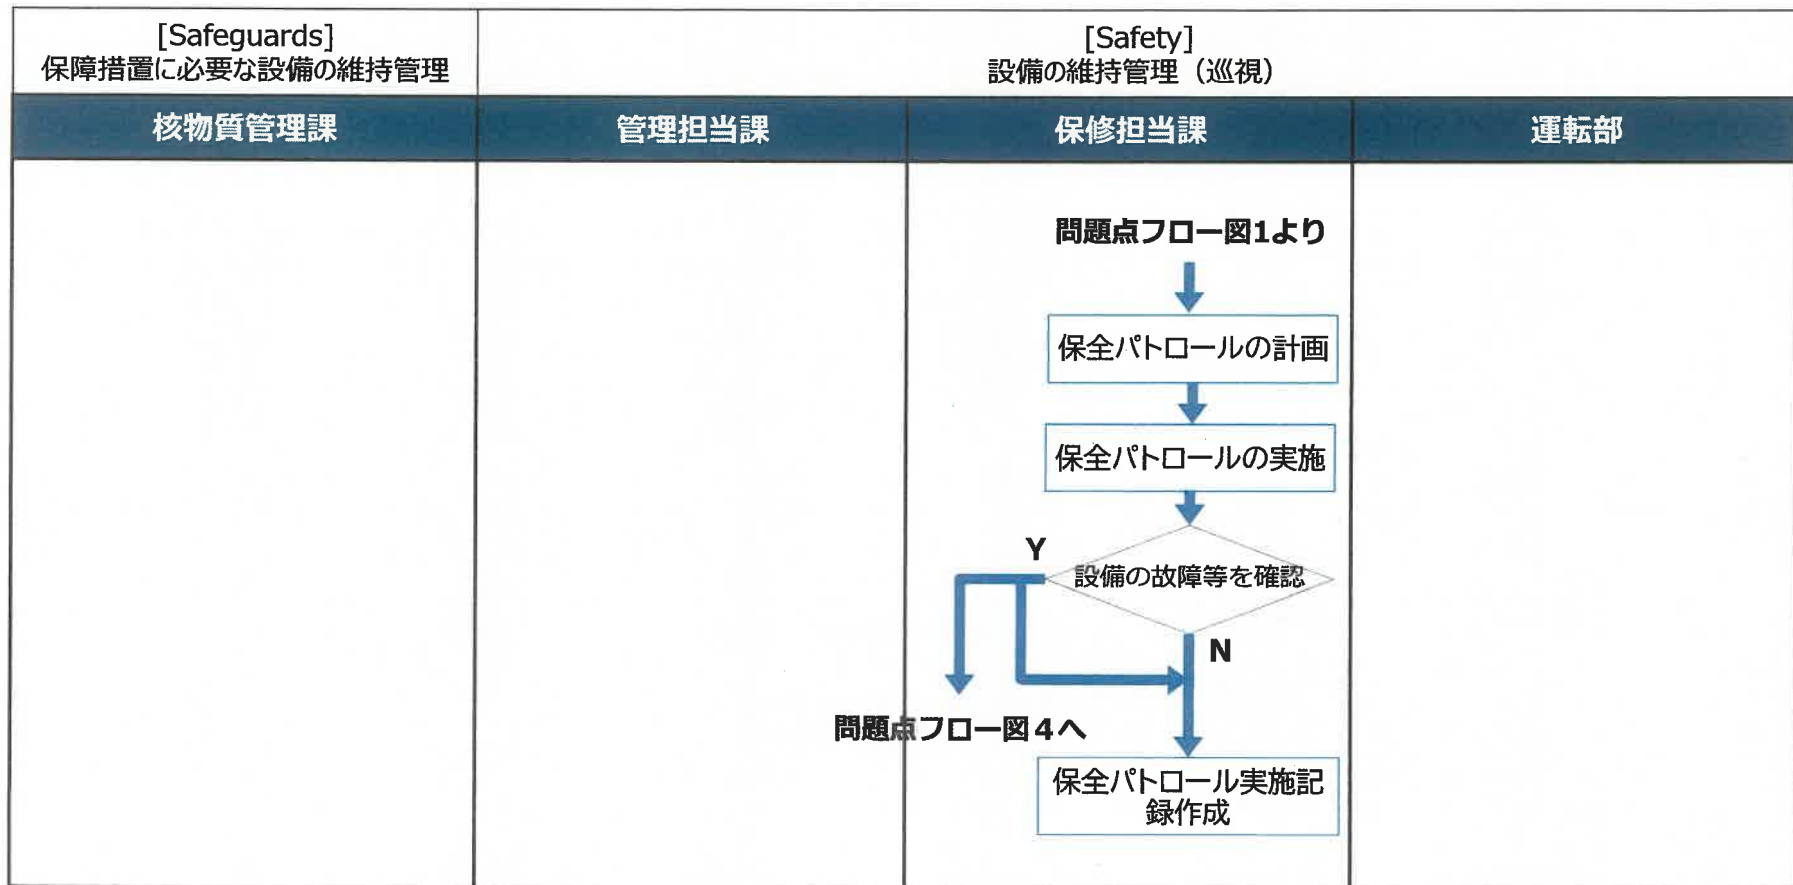 [Safeguards]
保障措置に必要な設備の維持管理
[Safety]
設備の維持管理（巡視）
核物質管理課
管理担当課
保修担当課
運転部
問題点フロー図1より
保全パトロールの計画
保全パトロールの実施
Y
設備の故障等を確認
N
問題点フロー図４へ
保全パトロール実施記
録作成